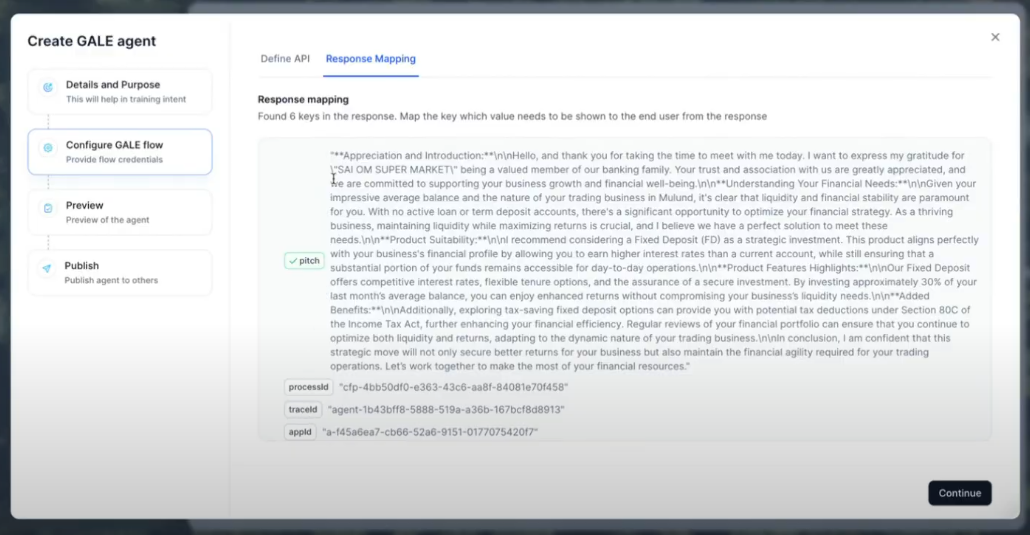 Create GALE agent
Details and Purpose
This will help in training intent
Configure GALE flow
Provide flow credentials
Preview
Preview of the agent
Publish
Publish agent to others
Define API
Response Mapping
Response mapping
Found 6 keys in the response. Map the key which value needs to be shown to the end user from the response
pitch
"**Appreciation and Introduction:**\n\nHello, and thank you for taking the time to meet with me today. I want to express my gratitude for
\"SAI OM SUPER MARKET\" being a valued member of our banking family. Your trust and association with us are greatly appreciated, and
we are committed to supporting your business growth and financial well-being.\n\n**Understanding Your Financial Needs:**\n\nGiven your
impressive average balance and the nature of your trading business in Mulund, it's clear that liquidity and financial stability are paramount
for you. With no active loan or term deposit accounts, there's a significant opportunity to optimize your financial strategy. As a thriving
business, maintaining liquidity while maximizing returns is crucial, and I believe we have a perfect solution to meet these
needs.\n\n**Product Suitability:**\n\nI recommend considering a Fixed Deposit (FD) as a strategic investment. This product aligns perfectly
with your business's financial profile by allowing you to earn higher interest rates than a current account, while still ensuring that a
substantial portion of your funds remains accessible for day-to-day operations.\n\n**Product Features Highlights:**\n\nOur Fixed Deposit
offers competitive interest rates, flexible tenure options, and the assurance of a secure investment. By investing approximately 30% of your
last month's average balance, you can enjoy enhanced returns without compromising your business's liquidity needs.\n\n**Added
Benefits:**\n\nAdditionally, exploring tax-saving fixed deposit options can provide you with potential tax deductions under Section 80C of
the Income Tax Act, further enhancing your financial efficiency. Regular reviews of your financial portfolio can ensure that you continue to
optimize both liquidity and returns, adapting to the dynamic nature of your trading business.\n\nIn conclusion, I am confident that this
strategic move will not only secure better returns for your business but also maintain the financial agility required for your trading
operations. Let's work together to make the most of your financial resources."
processId "cfp-4bb50df0-e363-43c6-aa8f-84081e70f458"
traceId "agent-1b43bff8-5888-519a-a36b-167bcf8d8913"
appId "a-f45a6ea7-cb66-52a6-9151-0177075420f7"
Continue